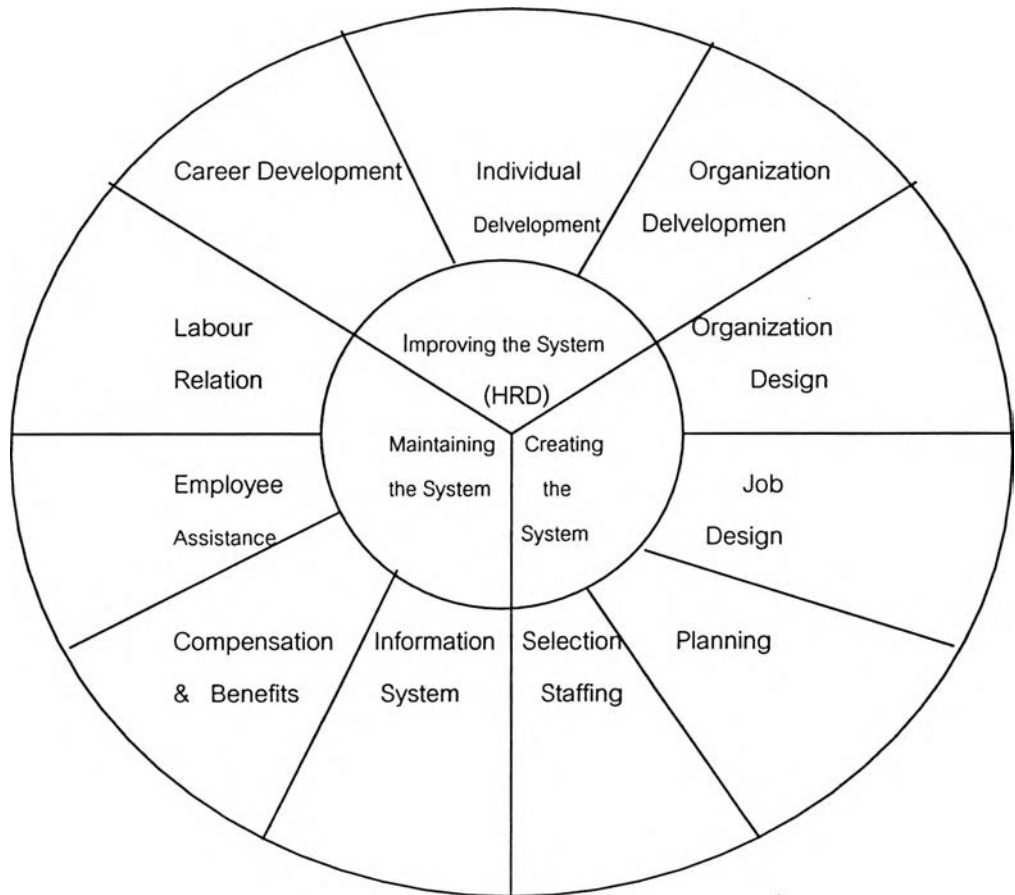 Career Development
Individual
Delvelopment
Organization
Delvelopmen
Labour
Relation
Improving the System
(HRD)
Organization
Design
Maintaining
the System
Creating
the
System
Employee
Assistance
Job
Design
Compensation
& Benefits
Information
System
Selection
Staffing
Planning